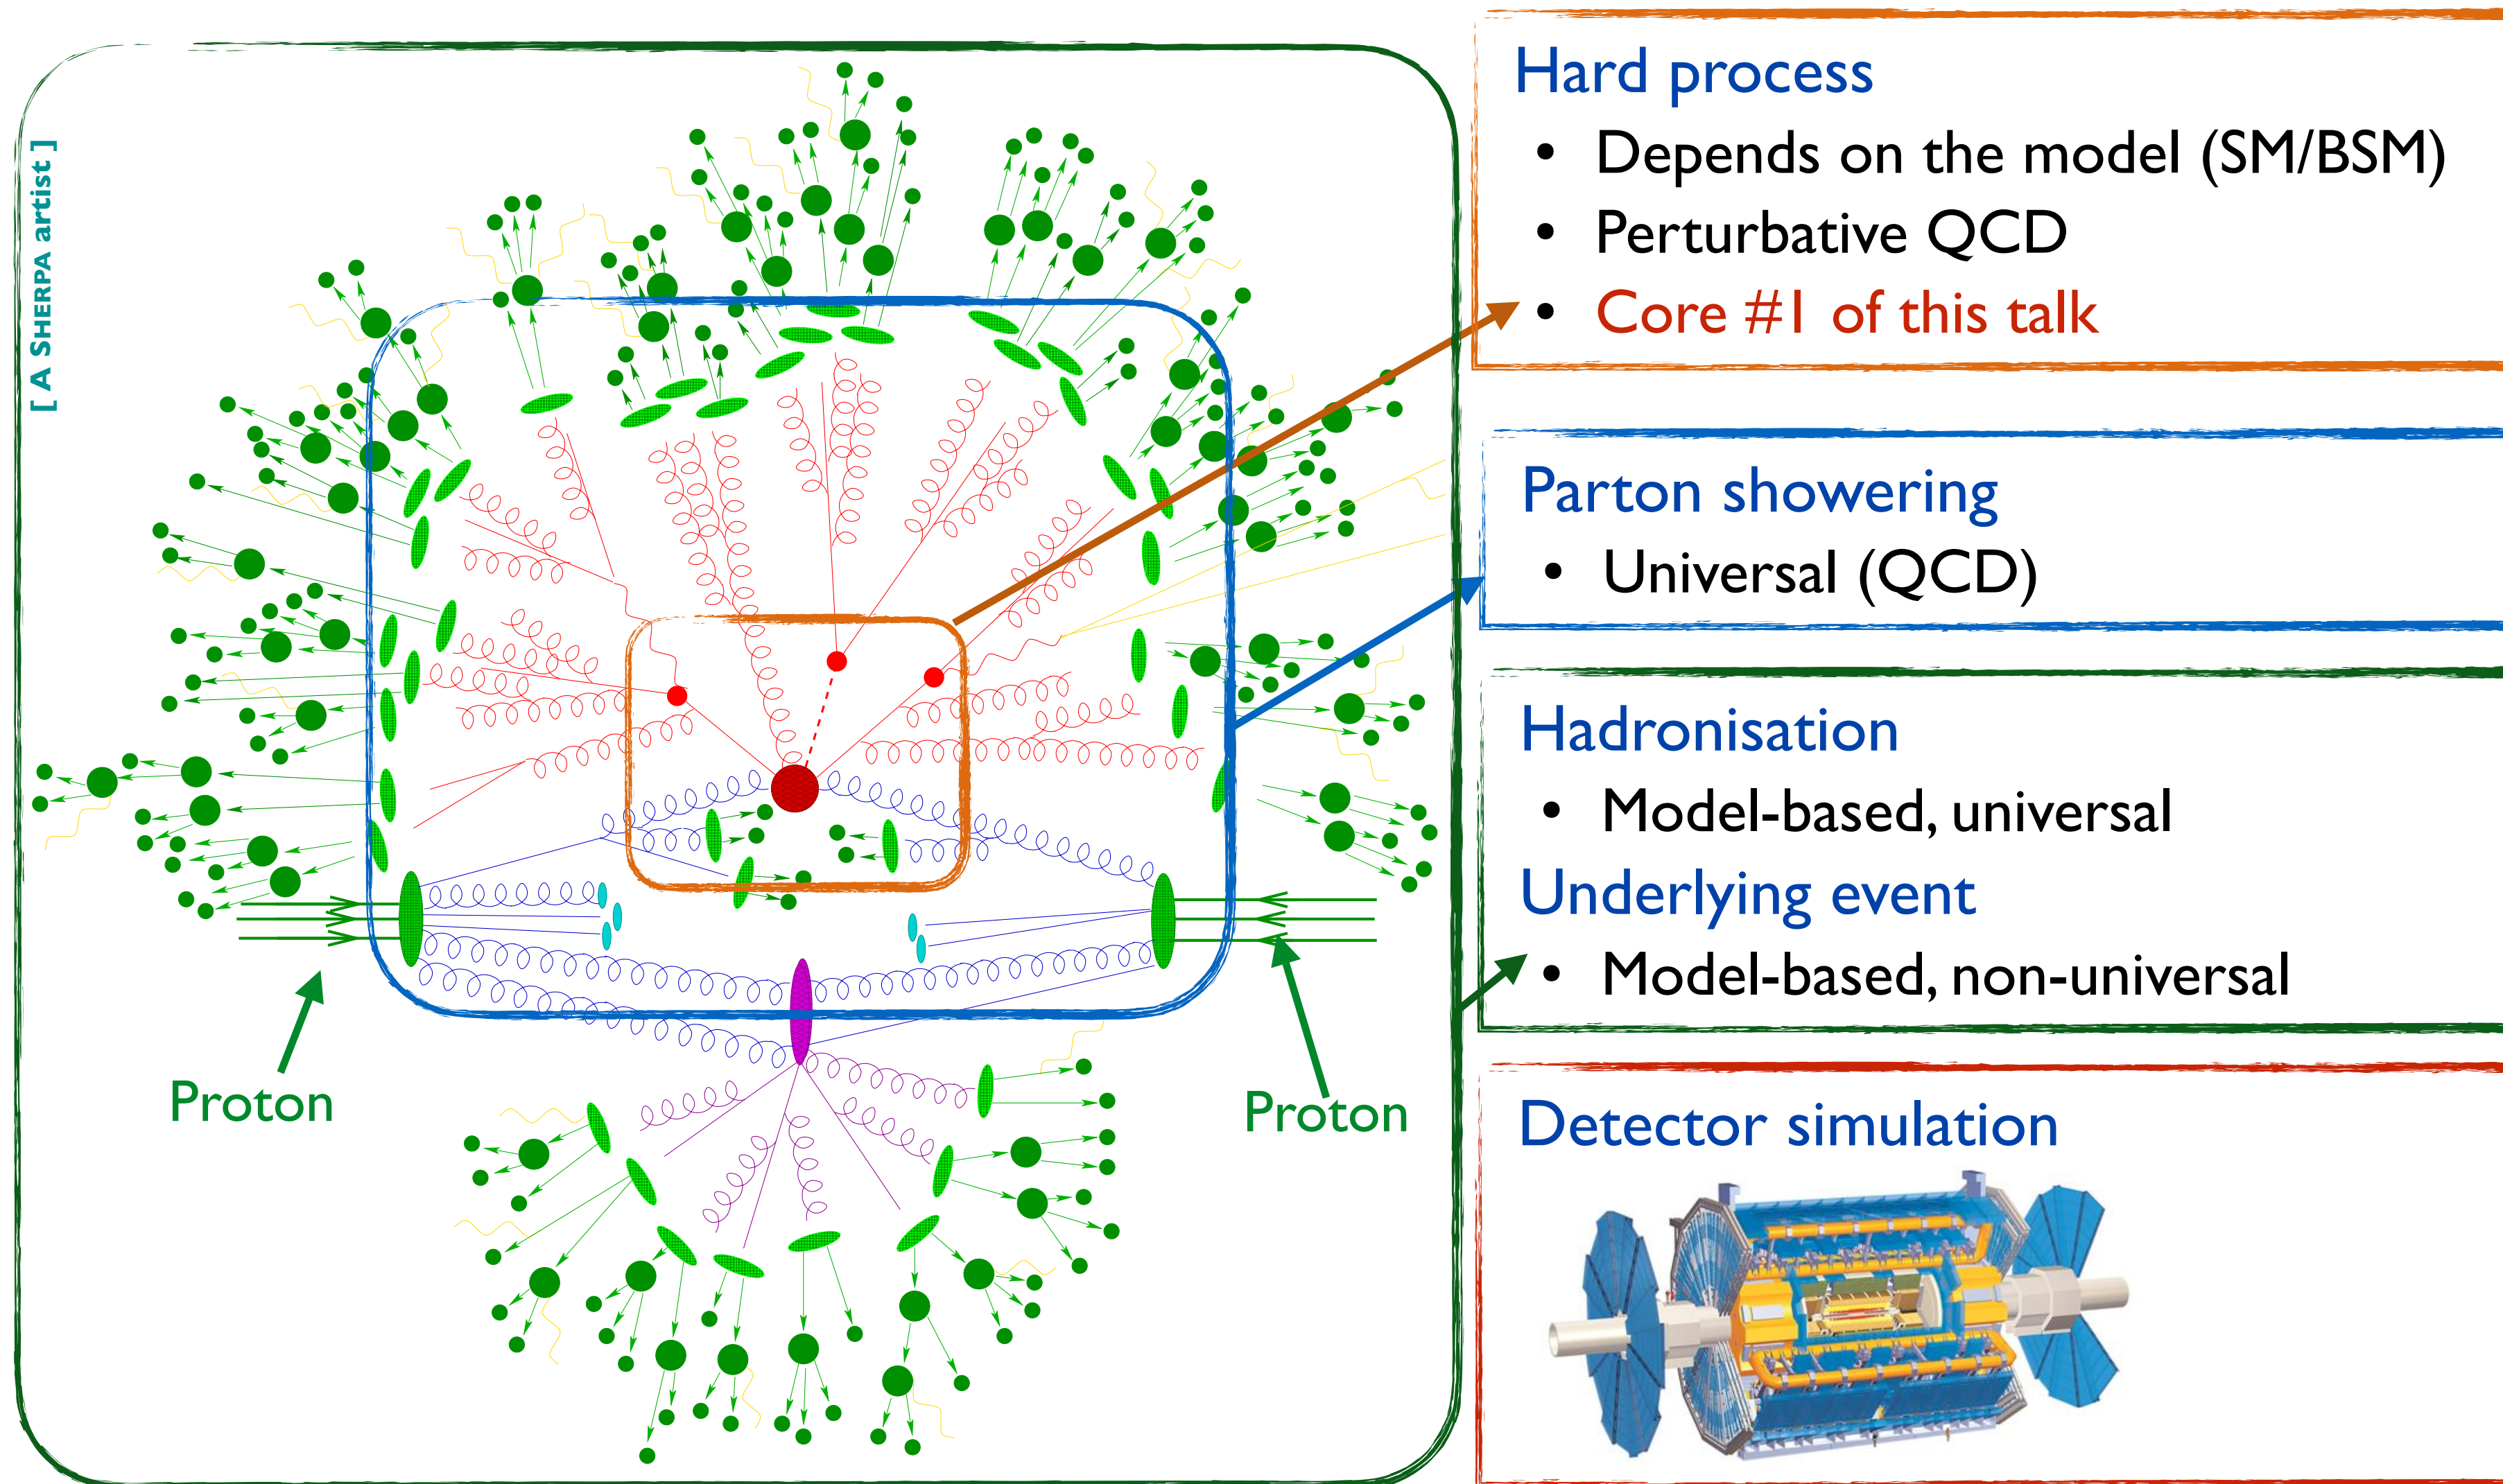 [ A SHERPA artist ]
Proton
Proton
Hard process
• Depends on the model (SM/BSM)
• Perturbative QCD
• Core #1 of this talk
Parton showering
• Universal (QCD)
Hadronisation
• Model-based, universal
Underlying event
• Model-based, non-universal
Detector simulation